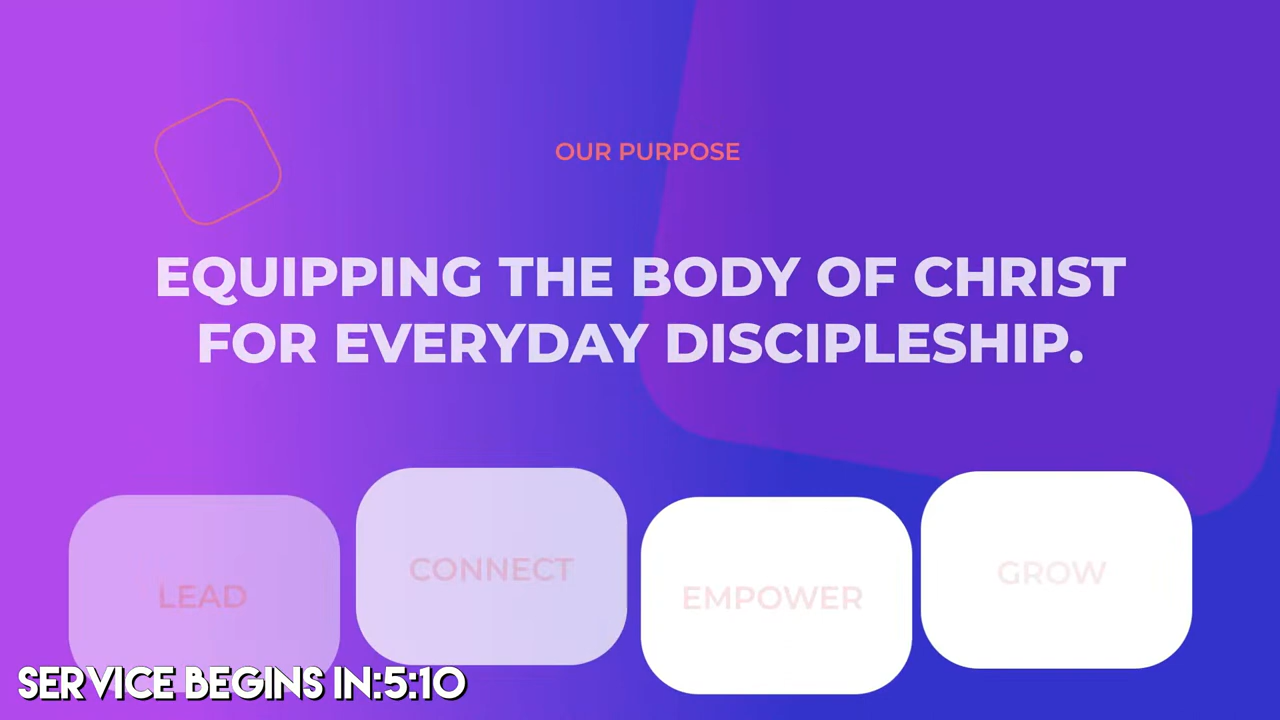 OUR PURPOSE
EQUIPPING THE BODY OF CHRIST
FOR EVERYDAY DISCIPLESHIP.
LEAD
CONNECT
EMPOWER
GROW
SERVICE BEGINS IN:5:10